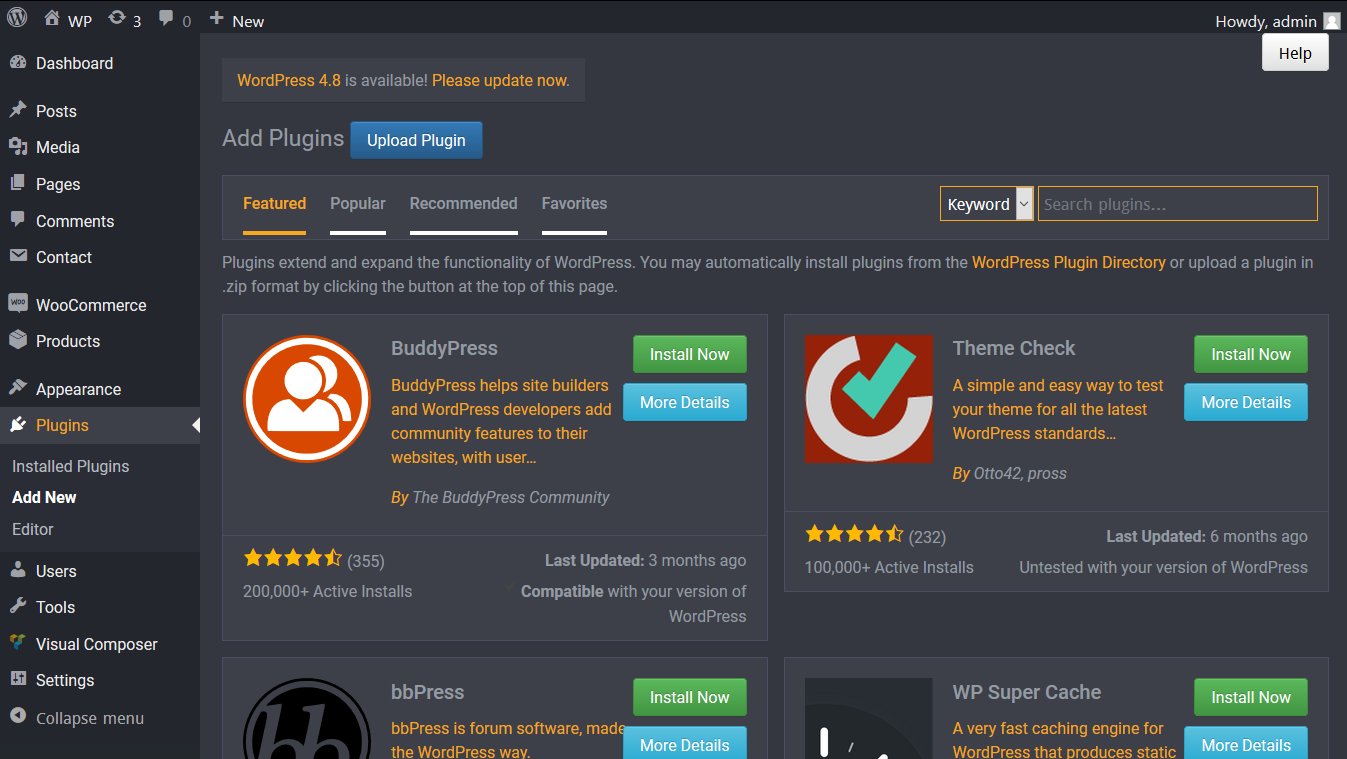 WP 3 0 New
Howdy, admin
Help
Dashboard
Posts
Media
Pages
Comments
Contact
WOO WooCommerce
Products
Appearance
Plugins
Installed Plugins
Add New
Editor
Users
Tools
Visual Composer
Settings
Collapse menu
WordPress 4.8 is available! Please update now.
Add Plugins Upload Plugin
Featured Popular Recommended Favorites
Keyword Search plugins...
Plugins extend and expand the functionality of WordPress. You may automatically install plugins from the WordPress Plugin Directory or upload a plugin in
.zip format by clicking the button at the top of this page.
BuddyPress
Install Now
More Details
BuddyPress helps site builders
and WordPress developers add
community features to their
websites, with user...
By The BuddyPress Community
(355)
Last Updated: 3 months ago
200,000+ Active Installs
Compatible with your version of
WordPress
Theme Check
Install Now
More Details
A simple and easy way to test
your theme for all the latest
WordPress standards...
By Otto42, pross
(232)
Last Updated: 6 months ago
100,000+ Active Installs
Untested with your version of WordPress
bb
bbPress
Install Now
More Details
bbPress is forum software, made
the WordPress way.
WP Super Cache
Install Now
More Details
A very fast caching engine for
WordPress that produces static